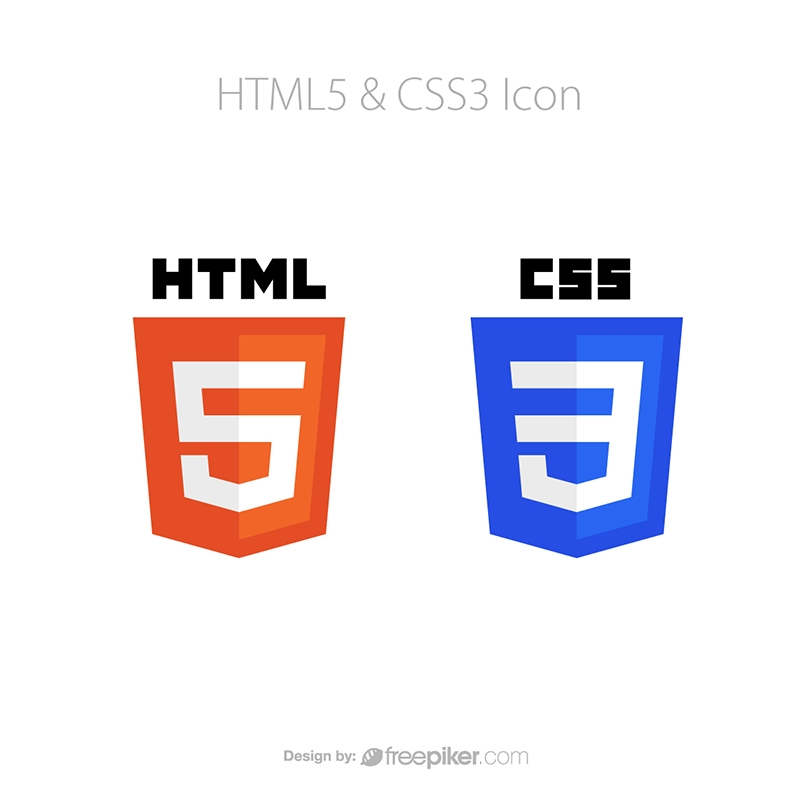 HTML5 & CSS3 Icon
HTML CSS
5 3
Design by: freepiker.com